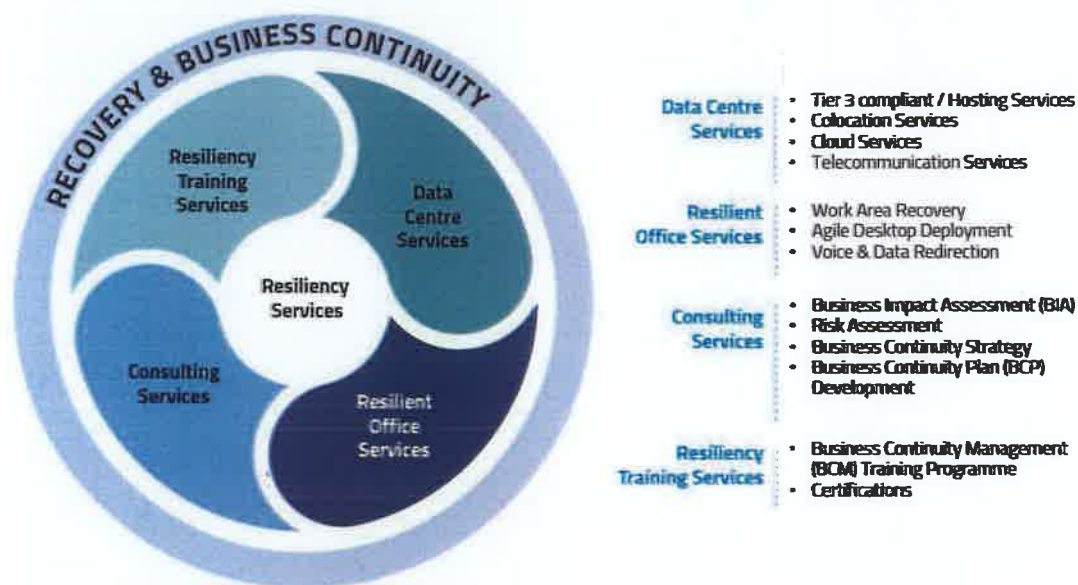 RECOVERY & BUSINESS CONTINUITY
Resiliency
Training
Services
Data
Centre
Services
Resiliency
Services
Consulting
Services
Resilient
Office
Services
Data Centre
Services
• Tier 3 compliant / Hosting Services
• Colocation Services
• Cloud Services
• Telecommunication Services
Resilient
Office Services
• Work Area Recovery
• Agile Desktop Deployment
• Voice & Data Redirection
Consulting
Services
• Business Impact Assessment (BIA)
• Risk Assessment
• Business Continuity Strategy
• Business Continuity Plan (BCP)
Development
Resiliency
Training Services
• Business Continuity Management
(BCM) Training Programme
• Certifications